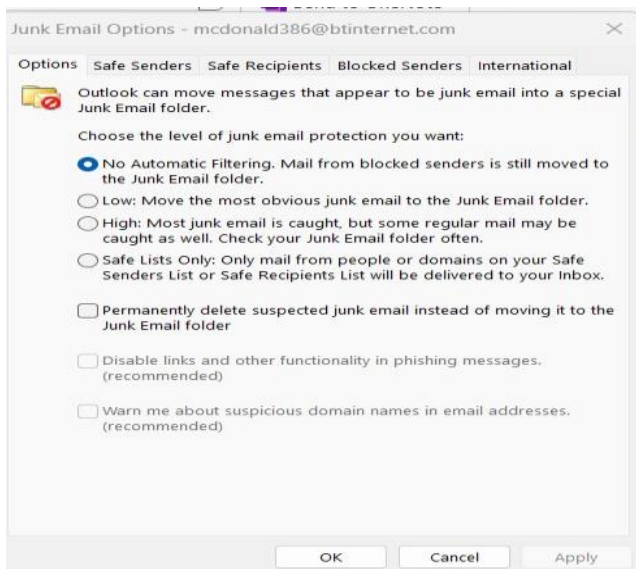 Junk Email Options - mcdonald386@btinternet.com
Options Safe Senders Safe Recipients Blocked Senders International
Outlook can move messages that appear to be junk email into a special
Junk Email folder.
Choose the level of junk email protection you want:
No Automatic Filtering. Mail from blocked senders is still moved to
the Junk Email folder.
Low: Move the most obvious junk email to the Junk Email folder.
High: Most junk email is caught, but some regular mail may be
caught as well. Check your Junk Email folder often.
Safe Lists Only: Only mail from people or domains on your Safe
Senders List or Safe Recipients List will be delivered to your Inbox.
Permanently delete suspected junk email instead of moving it to the
Junk Email folder
Disable links and other functionality in phishing messages.
(recommended)
Warn me about suspicious domain names in email addresses.
(recommended)
OK Cancel Apply